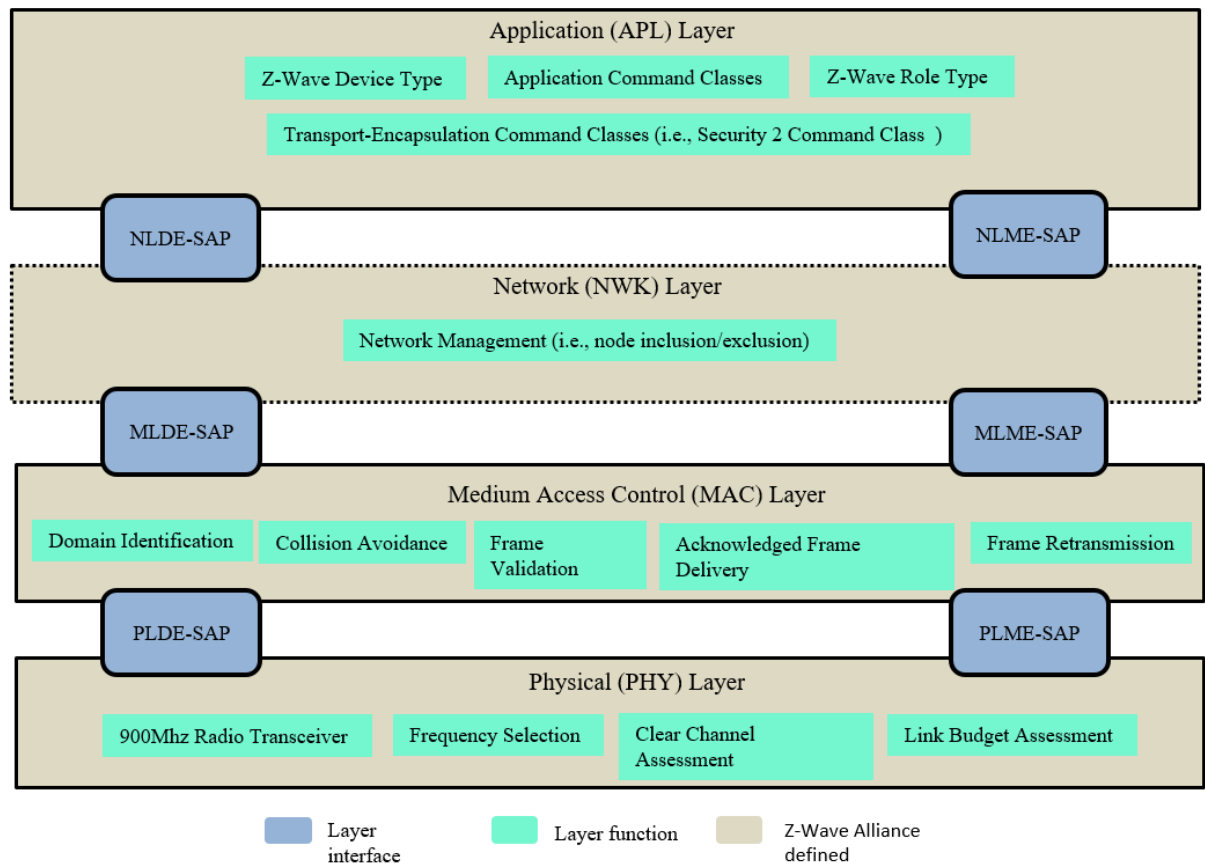 Application (APL) Layer
Z-Wave Device Type
Application Command Classes
Z-Wave Role Type
Transport-Encapsulation Command Classes (i.e., Security 2 Command Class )
NLDE-SAP
NLME-SAP
Network (NWK) Layer
Network Management (i.e., node inclusion/exclusion)
MLDE-SAP
MLME-SAP
Medium Access Control (MAC) Layer
Domain Identification
Collision Avoidance
Frame
Validation
Acknowledged Frame
Delivery
Frame Retransmission
PLDE-SAP
PLME-SAP
Physical (PHY) Layer
900Mhz Radio Transceiver
Frequency Selection
Clear Channel
Assessment
Link Budget Assessment
Layer
interface
Layer function
Z-Wave Alliance
defined